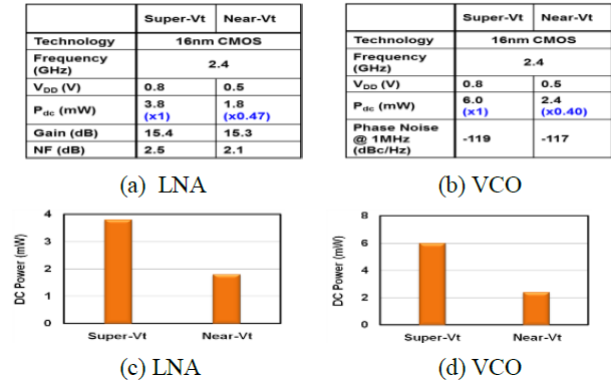 Super-Vt Near-Vt
Technology 16nm CMOS
Frequency (GHz) 2.4
V_DD (V) 0.8 0.5
P_dc (mW) 3.8 (x1) 1.8 (x0.47)
Gain (dB) 15.4 15.3
NF (dB) 2.5 2.1
(a) LNA
Super-Vt Near-Vt
Technology 16nm CMOS
Frequency (GHz) 2.4
V_DD (V) 0.8 0.5
P_dc (mW) 6.0 (x1) 2.4 (x0.40)
Phase Noise @ 1MHz (dBc/Hz) -119 -117
(b) VCO
DC Power (mW)
4
3
2
1
0
Super-Vt Near-Vt
(c) LNA
DC Power (mW)
8
6
4
2
0
Super-Vt Near-Vt
(d) VCO